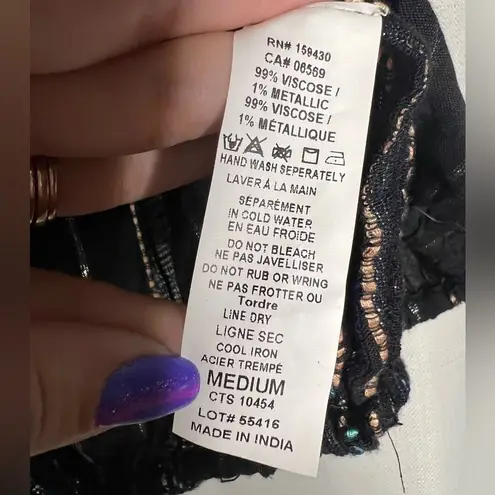 RN# 159430
CA# 06569
99% VISCOSE /
1% METALLIC
99% VISCOSE /
1% MÉTALLIQUE
HAND WASH SEPERATELY
LAVER À LA MAIN
SÉPARÉMENT
IN COLD WATER
EN EAU FROIDE
DO NOT BLEACH
NE PAS JAVELLISER
DO NOT RUB OR WRING
NE PAS FROTTER OU
Tordre
LINE DRY
LIGNE SEC
COOL IRON
ACIER TREMPÉ
MEDIUM
CTS 10454
LOT# 55416
MADE IN INDIA